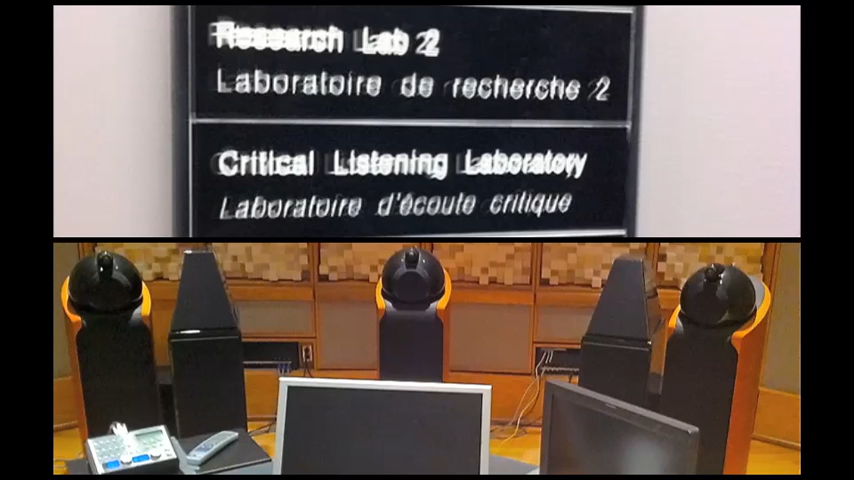 Research Lab 2
Laboratoire de recherche 2
Critical Listening Laboratory
Laboratoire d'écoute critique